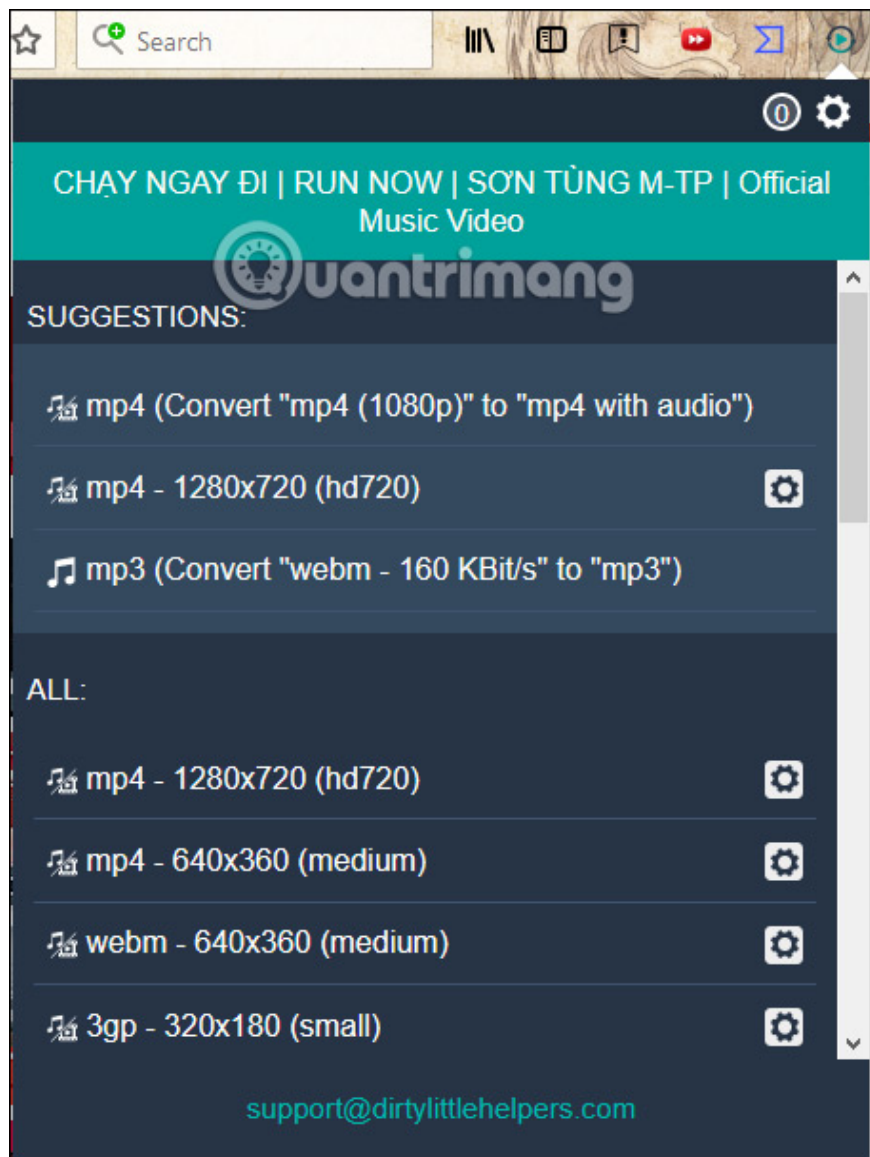 Search
0
CHẠY NGAY ĐI | RUN NOW | SƠN TÙNG M-TP | Official
Music Video
Quantrimang
SUGGESTIONS:
mp4 (Convert "mp4 (1080p)" to "mp4 with audio")
mp4 - 1280x720 (hd720)
mp3 (Convert "webm - 160 KBit/s" to "mp3")
ALL:
mp4 - 1280x720 (hd720)
mp4 - 640x360 (medium)
webm - 640x360 (medium)
3gp - 320x180 (small)
support@dirtylittlehelpers.com